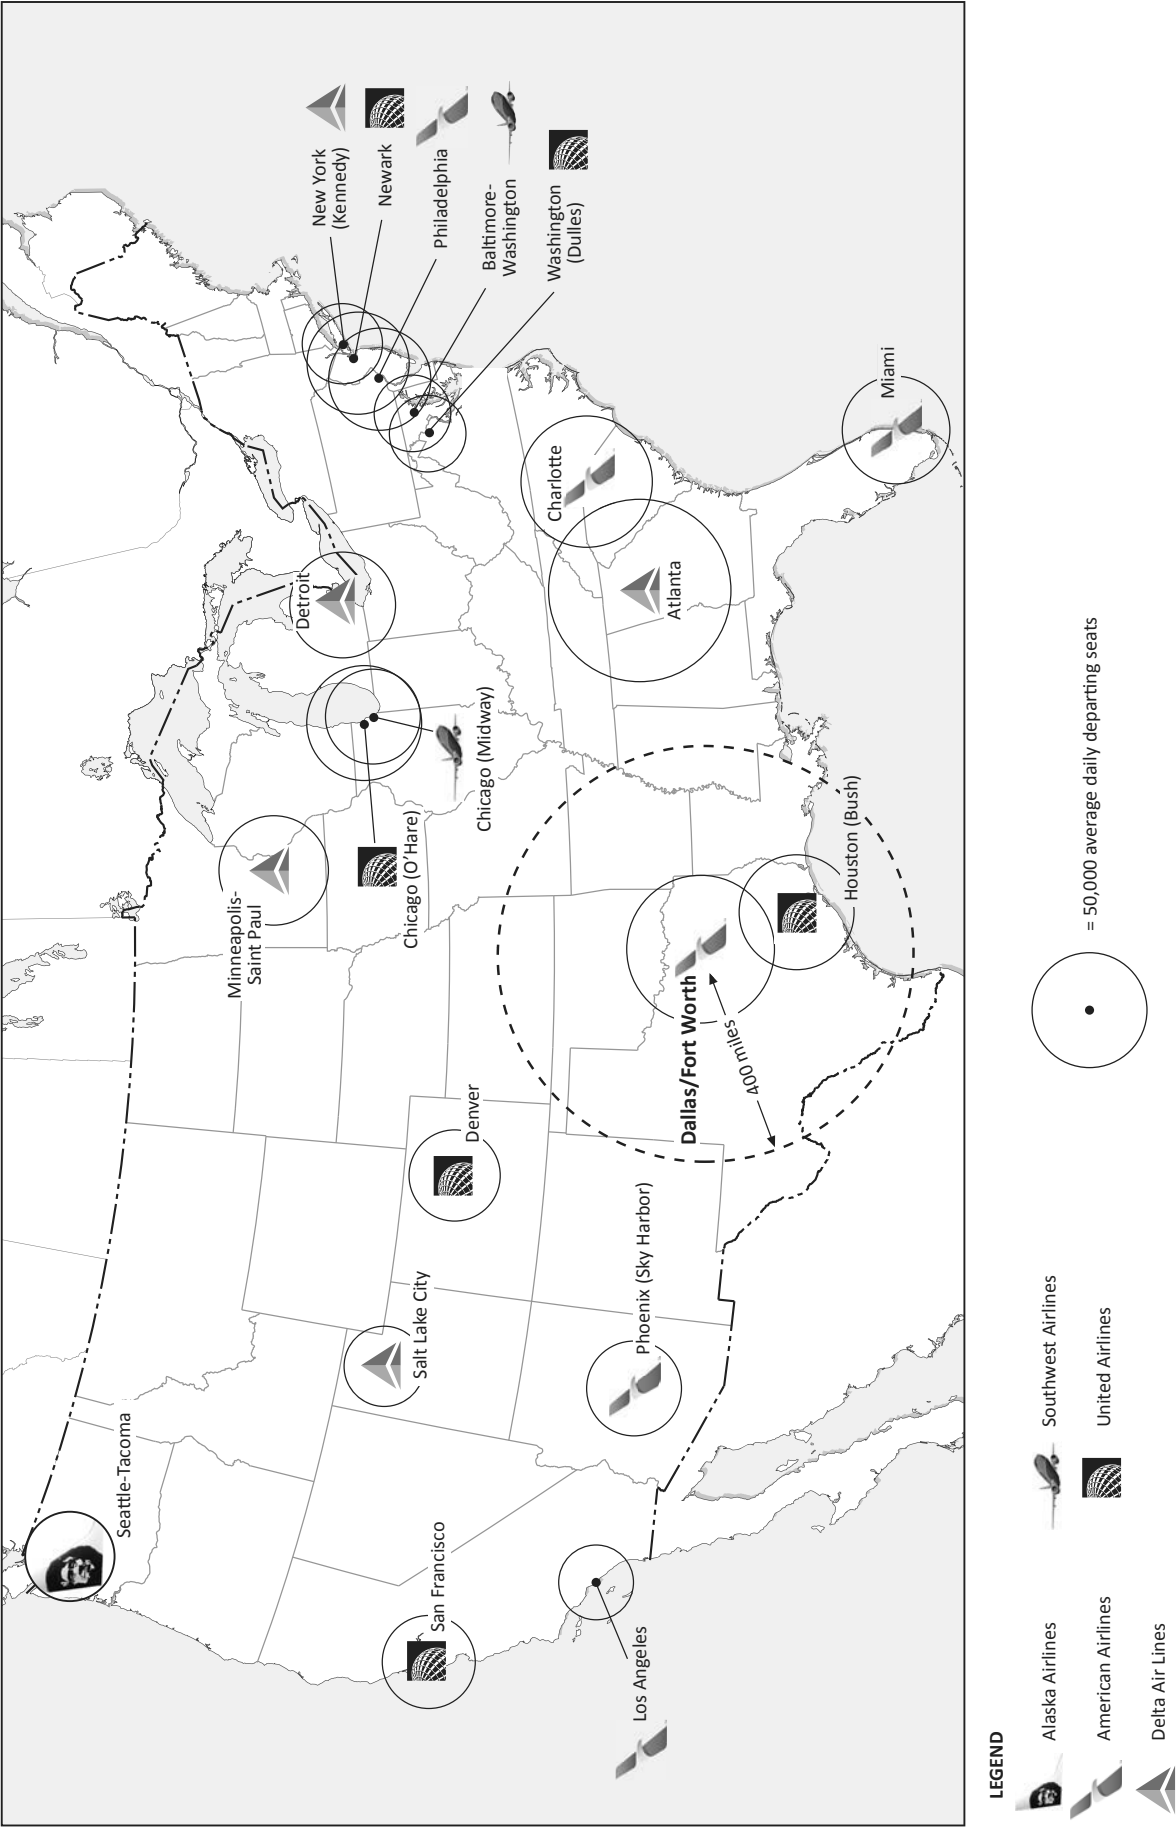 Seattle-Tacoma
San Francisco
Los Angeles
Salt Lake City
Phoenix (Sky Harbor)
Denver
Minneapolis-
Saint Paul
Dallas/Fort Worth
400 miles
Houston (Bush)
Chicago (O'Hare)
Chicago (Midway)
Detroit
Atlanta
Charlotte
Miami
New York
(Kennedy)
Newark
Philadelphia
Baltimore-
Washington
Washington
(Dulles)
LEGEND
Alaska Airlines
American Airlines
Delta Air Lines
Southwest Airlines
United Airlines
= 50,000 average daily departing seats